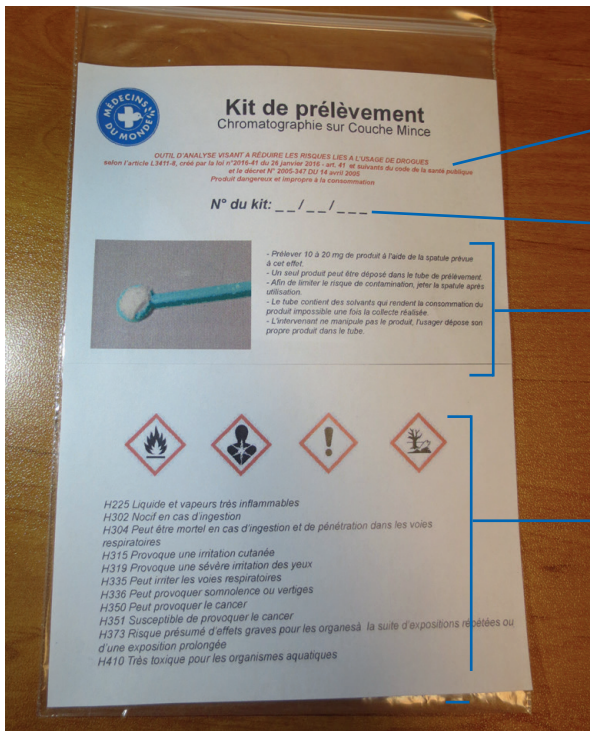 MÉDECINS
DU MONDE
Kit de prélèvement
Chromatographie sur Couche Mince
OUTIL D'ANALYSE VISANT A RÉDUIRE LES RISQUES LIES A L'USAGE DE DROGUES
selon l'article L3411-8, créé par la loi n°2016-41 du 26 janvier 2016 - art. 41 et suivants du code de la santé publique
et le décret N° 2005-347 DU 14 avril 2005
Produit dangereux et impropre à la consommation
N° du kit: _ _ / _ _ / _ _ _
- Prélever 10 à 20 mg de produit à l'aide de la spatule prévue
à cet effet.
- Un seul produit peut être déposé dans le tube de prélèvement.
- Afin de limiter le risque de contamination, jeter la spatule après
utilisation.
- Le tube contient des solvants qui rendent la consommation du
produit impossible une fois la collecte réalisée.
- L'intervenant ne manipule pas le produit, l'usager dépose son
propre produit dans le tube.
H225 Liquide et vapeurs trés inflammables
H302 Nocif en cas d'ingestion
H304 Peut être mortel en cas d'ingestion et de pénétration dans les voies
respiratoires
H315 Provoque une irritation cutanée
H319 Provoque une sévère irritation des yeux
H335 Peut irriter les voies respiratoires
H336 Peut provoquer somnolence ou vertiges
H350 Peut provoquer le cancer
H351 Susceptible de provoquer le cancer
H373 Risque présumé d'effets graves pour les organesà la suite d'expositions répétées ou
d'une exposition prolongée
H410 Très toxique pour les organismes aquatiques